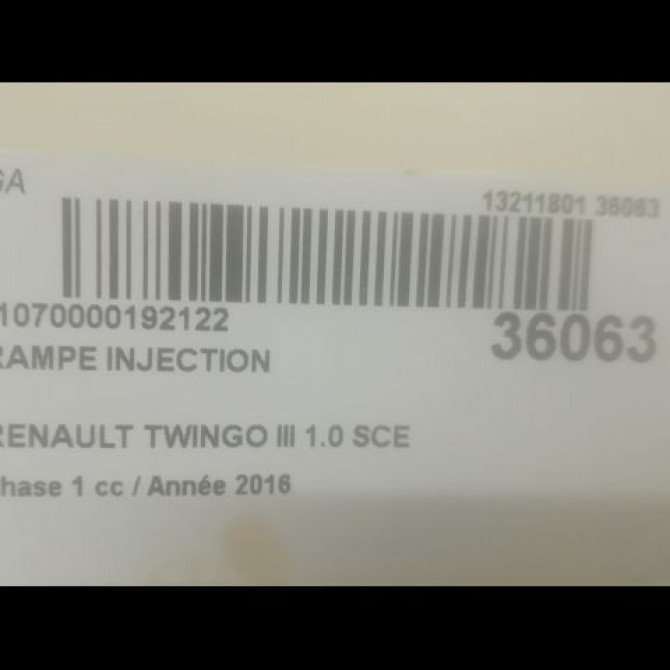 GA
13211801 36063
1070000192122
36063
RAMPE INJECTION
RENAULT TWINGO III 1.0 SCE
hase 1 cc / Année 2016